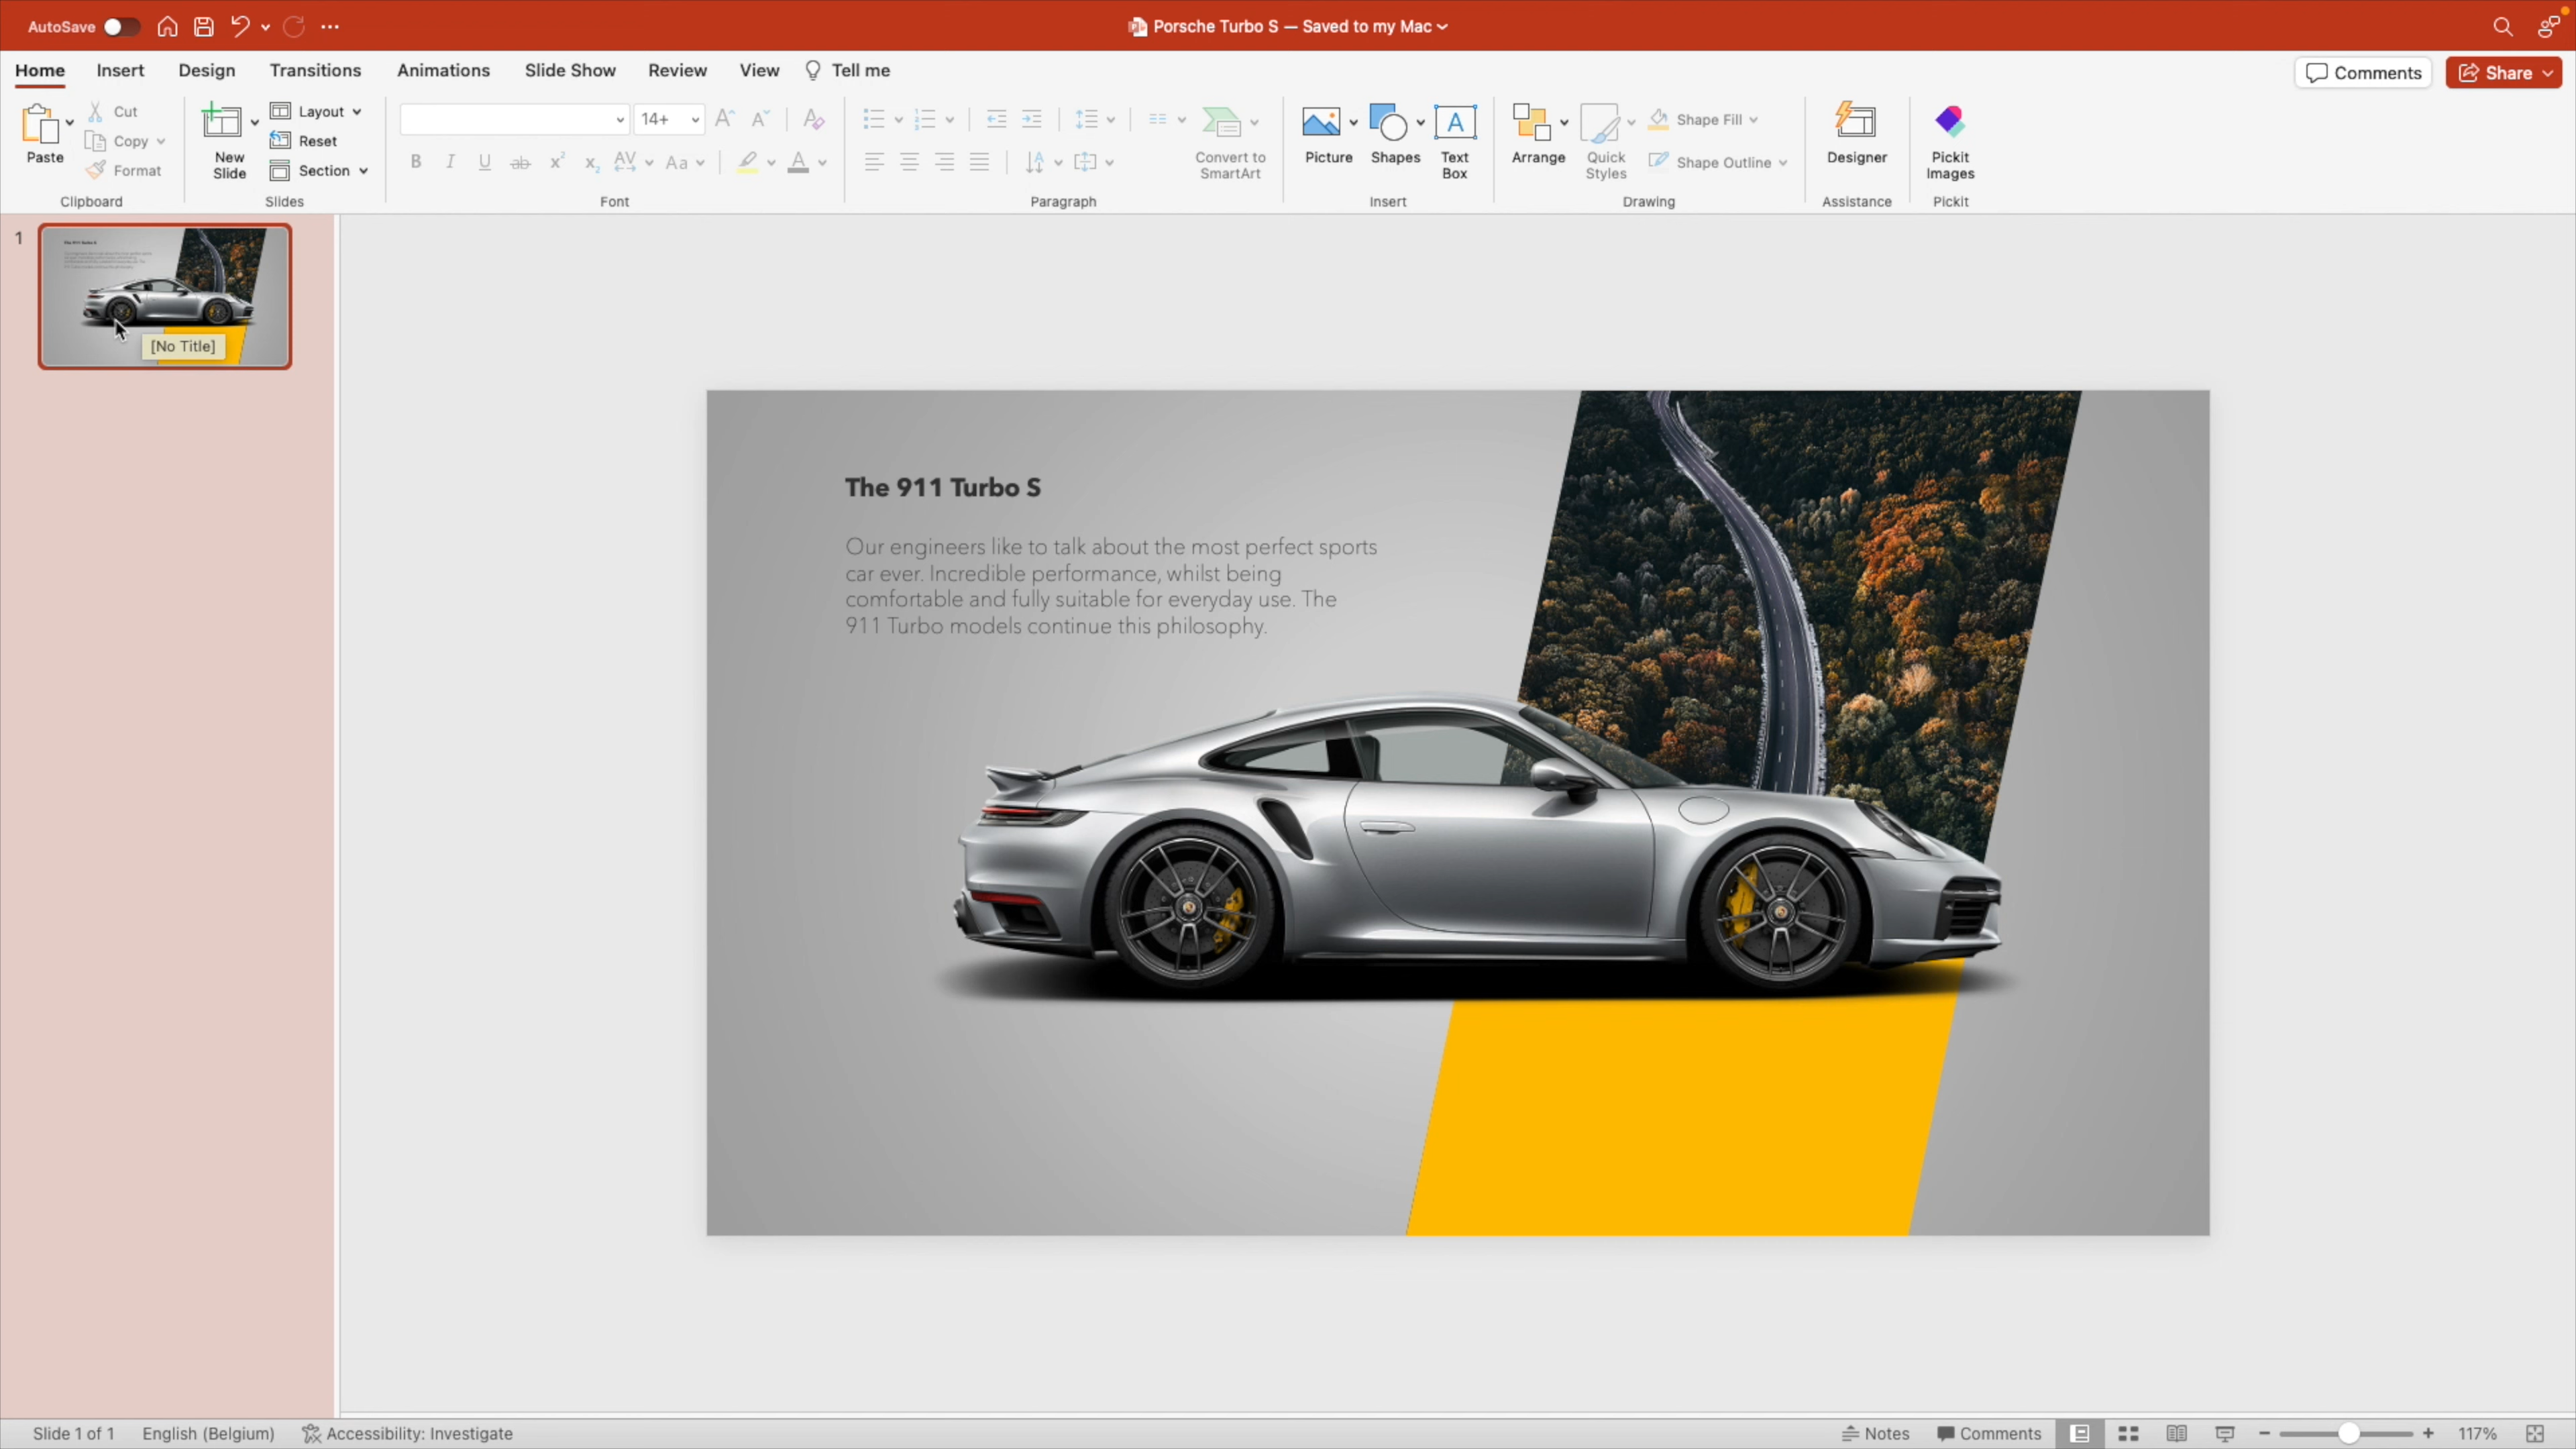 AutoSave
Porsche Turbo S — Saved to my Mac
Home Insert Design Transitions Animations Slide Show Review View Tell me
Comments Share
Paste
Cut
Copy
Format
Clipboard
New
Slide
Layout
Reset
Section
Slides
14+
Font
Paragraph
Convert to
SmartArt
Picture Shapes Text
Box
Insert
Arrange Quick
Styles
Shape Fill
Shape Outline
Drawing
Designer
Assistance
Pickit
Images
Pickit
1
[No Title]
The 911 Turbo S
Our engineers like to talk about the most perfect sports
car ever. Incredible performance, whilst being
comfortable and fully suitable for everyday use. The
911 Turbo models continue this philosophy.
Slide 1 of 1 English (Belgium) Accessibility: Investigate
Notes Comments 117%